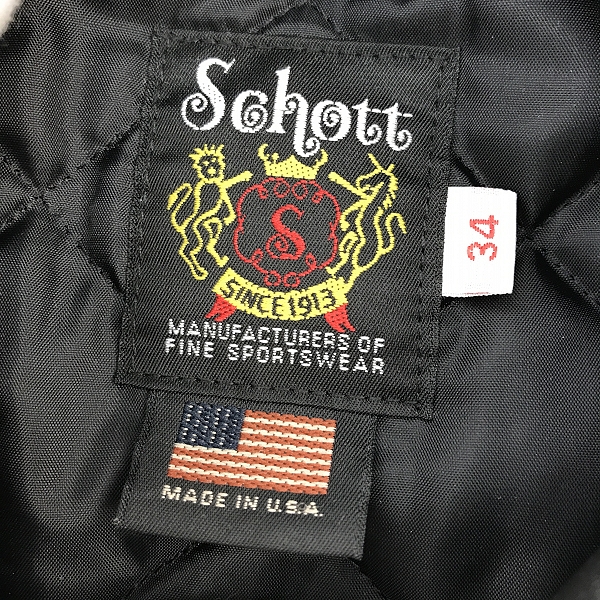 Schott
S
SINCE 1913
MANUFACTURERS OF
FINE SPORTSWEAR
34
MADE IN U.S.A.